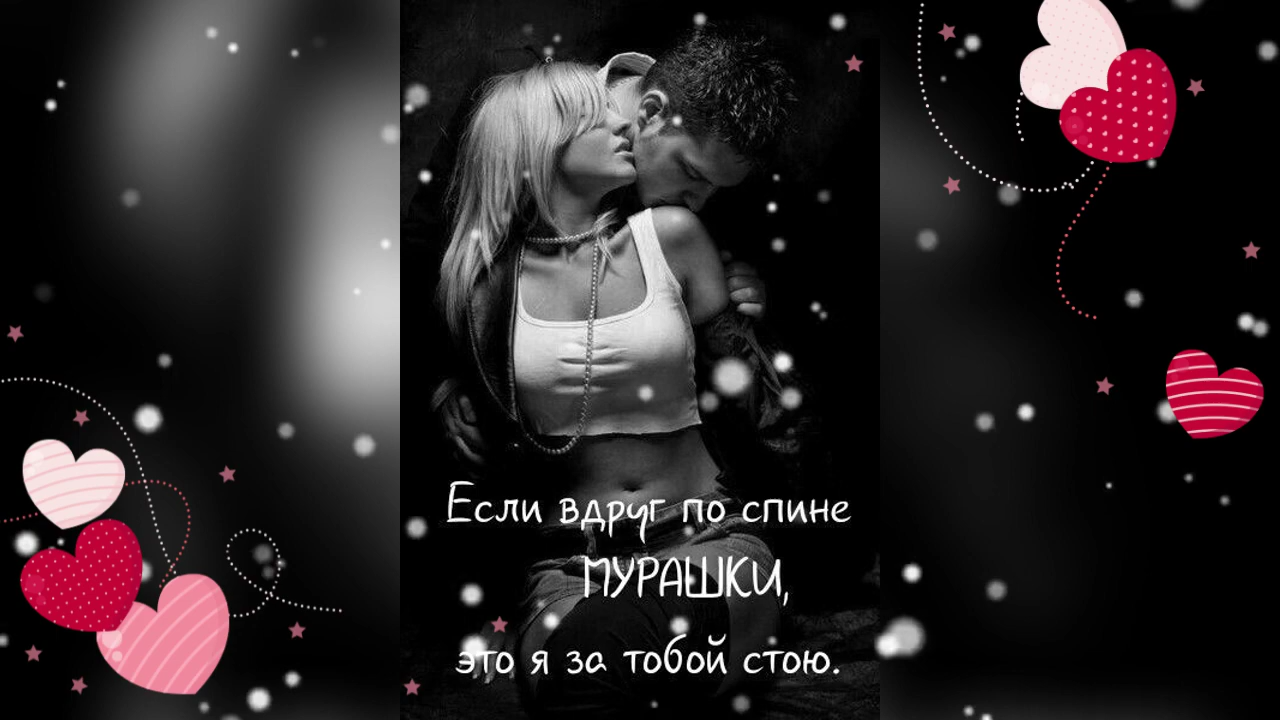 Если вдруг по спине
МУРАШКИ,
это я за тобой стою.